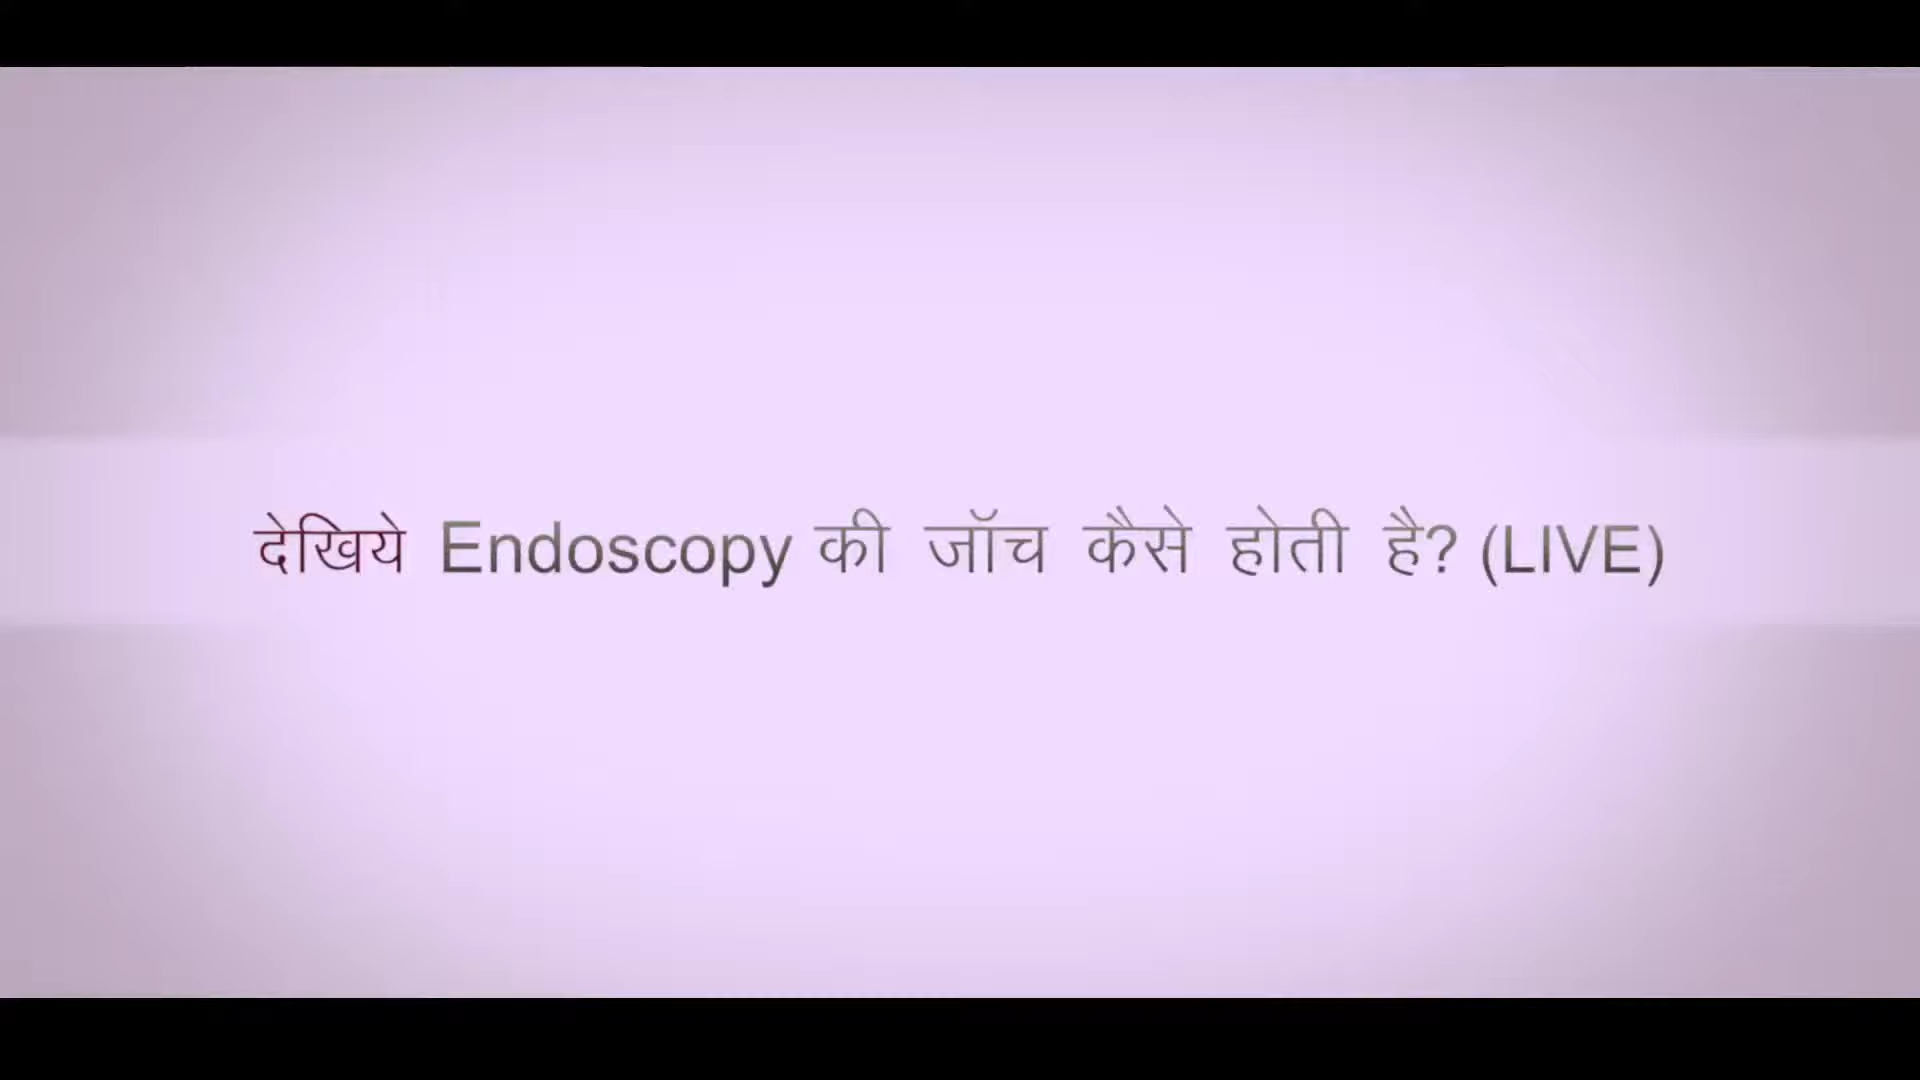 देखिये Endoscopy की जॉच कैसे होती है? (LIVE)